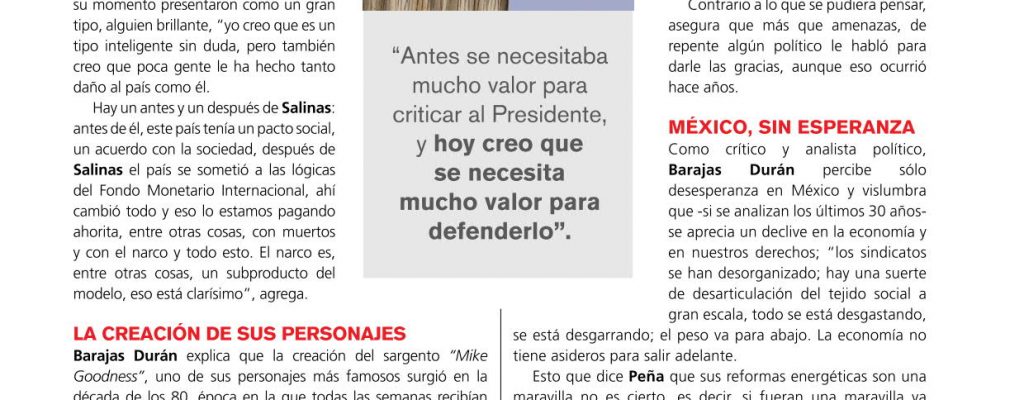 su momento presentaron como un gran
tipo, alguien brillante, “yo creo que es un
tipo inteligente sin duda, pero también
creo que poca gente le ha hecho tanto
daño al país como él.
Hay un antes y un después de Salinas:
antes de él, este país tenía un pacto social,
un acuerdo con la sociedad, después de
Salinas el país se sometió a las lógicas
del Fondo Monetario Internacional, ahí
cambió todo y eso lo estamos pagando
ahorita, entre otras cosas, con muertos
y con el narco y todo esto. El narco es,
entre otras cosas, un subproducto del
modelo, eso está clarísimo”, agrega.
LA CREACIÓN DE SUS PERSONAJES
Barajas Durán explica que la creación del sargento “Mike
Goodness”, uno de sus personajes más famosos surgió en la
década de los 80, época en la que todas las semanas recibían
“Antes se necesitaba
mucho valor para
criticar al Presidente,
y hoy creo que
se necesita
mucho valor para
defenderlo”.
Contrario a lo que se pudiera pensar,
asegura que más que amenazas, de
repente algún político le habló para
darle las gracias, aunque eso ocurrió
hace años.
MÉXICO, SIN ESPERANZA
Como crítico y analista político,
Barajas Durán percibe sólo
desesperanza en México y vislumbra
que -si se analizan los últimos 30 años-
se aprecia un declive en la economía y
en nuestros derechos; “los sindicatos
se han desorganizado; hay una suerte
de desarticulación del tejido social a
gran escala, todo se está desgastando,
se está desgarrando; el peso va para abajo. La economía no
tiene asideros para salir adelante.
Esto que dice Peña que sus reformas energéticas son una
maravilla no es cierto, es decir, si fueran una maravilla ya